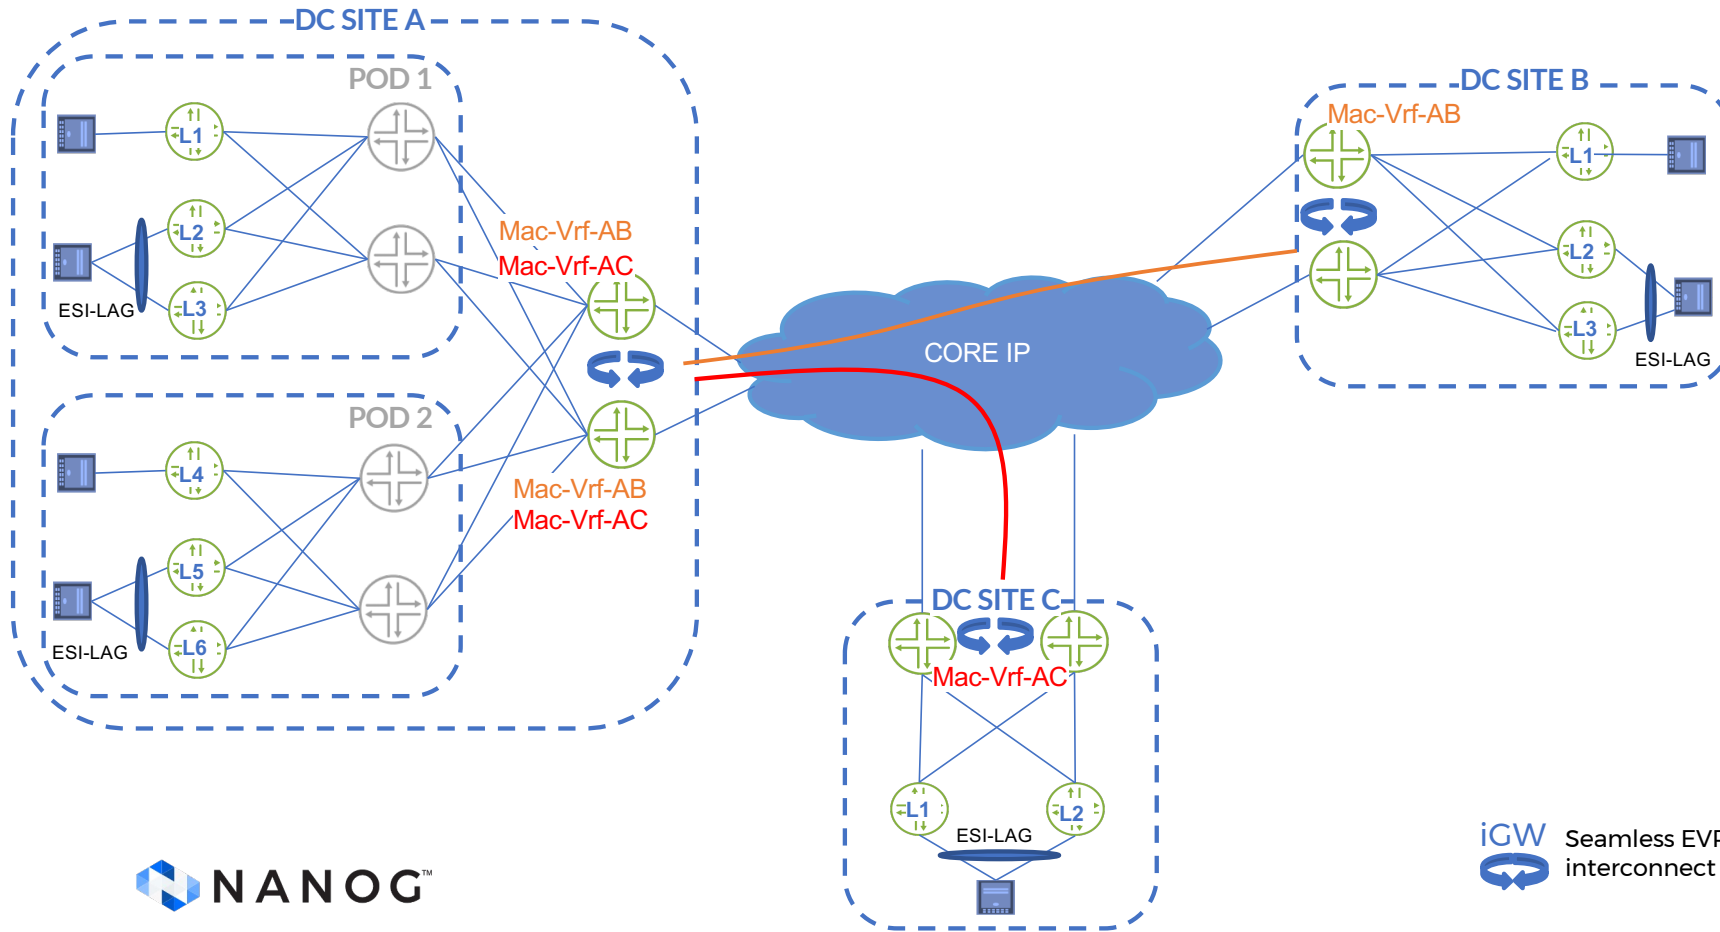 DC SITE A
POD 1
L1
L2
L3
ESI-LAG
POD 2
L4
L5
L6
ESI-LAG
Mac-Vrf-AB
Mac-Vrf-AC
Mac-Vrf-AB
Mac-Vrf-AC
CORE IP
DC SITE B
Mac-Vrf-AB
L1
L2
L3
ESI-LAG
DC SITE C
Mac-Vrf-AC
L1
L2
ESI-LAG
NANOG™
iGW
Seamless EVP
interconnect